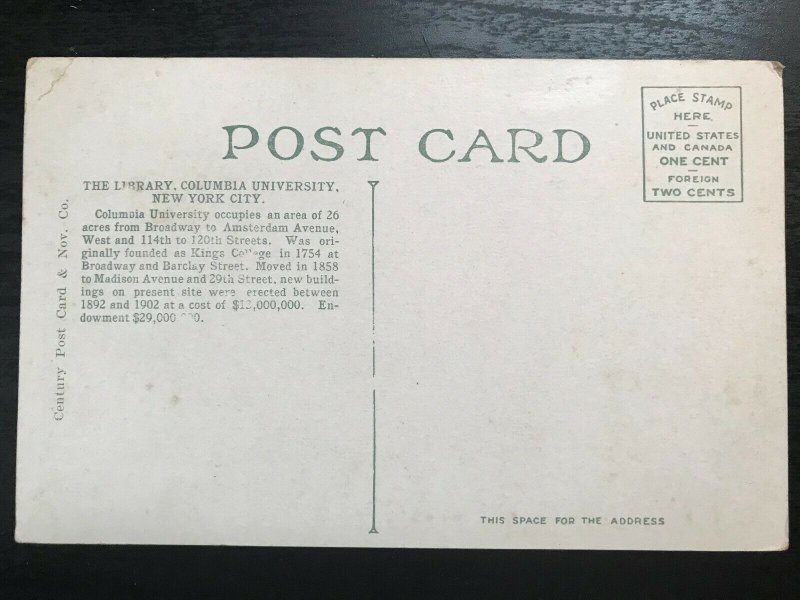 POST CARD
PLACE STAMP
HERE
UNITED STATES
AND CANADA
ONE CENT
FOREIGN
TWO CENTS
THE LIBRARY, COLUMBIA UNIVERSITY,
NEW YORK CITY.
Columbia University occupies an area of 26
acres from Broadway to Amsterdam Avenue,
West and 114th to 120th Streets. Was ori-
ginally founded as Kings College in 1754 at
Broadway and Barclay Street. Moved in 1858
to Madison Avenue and 29th Street, new build-
ings on present site were erected between
1892 and 1902 at a cost of En-
dowment
Century Post Card & Nov. Co.
THIS SPACE FOR THE ADDRESS